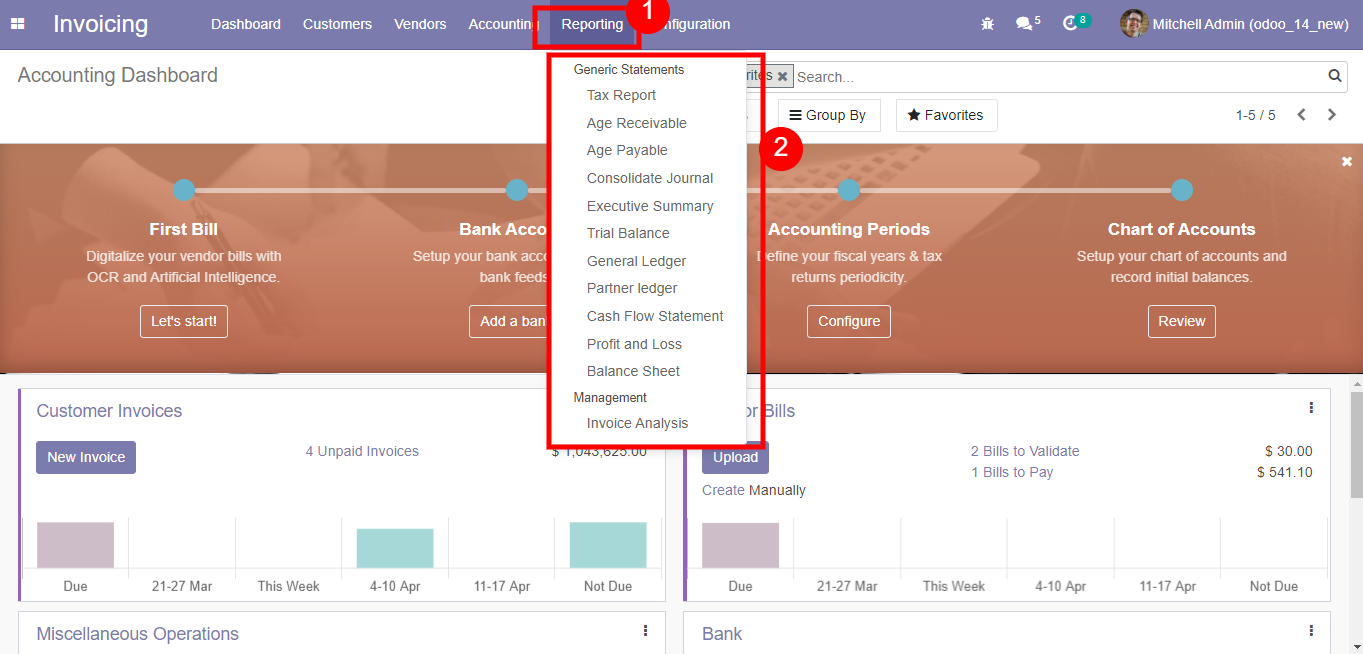 Invoicing
Dashboard
Customers
Vendors
Accounting
Reporting
1
nfiguration
5
8
Mitchell Admin (odoo_14_new)
Accounting Dashboard
Generic Statements
Tax Report
Age Receivable
Age Payable
Consolidate Journal
Executive Summary
Trial Balance
General Ledger
Partner ledger
Cash Flow Statement
Profit and Loss
Balance Sheet
Management
Invoice Analysis
rites
Search...
Group By
Favorites
1-5 / 5
2
First Bill
Digitalize your vendor bills with
OCR and Artificial Intelligence.
Let's start!
Bank Acco
Setup your bank acco
bank feeds
Add a ban
Accounting Periods
Define your fiscal years & tax
returns periodicity.
Configure
Chart of Accounts
Setup your chart of accounts and
record initial balances.
Review
Customer Invoices
New Invoice
4 Unpaid Invoices
$ 1,043,625.00
Due
21-27 Mar
This Week
4-10 Apr
11-17 Apr
Not Due
or Bills
Upload
Create Manually
2 Bills to Validate
$ 30.00
1 Bills to Pay
$ 541.10
Due
21-27 Mar
This Week
4-10 Apr
11-17 Apr
Not Due
Miscellaneous Operations
Bank